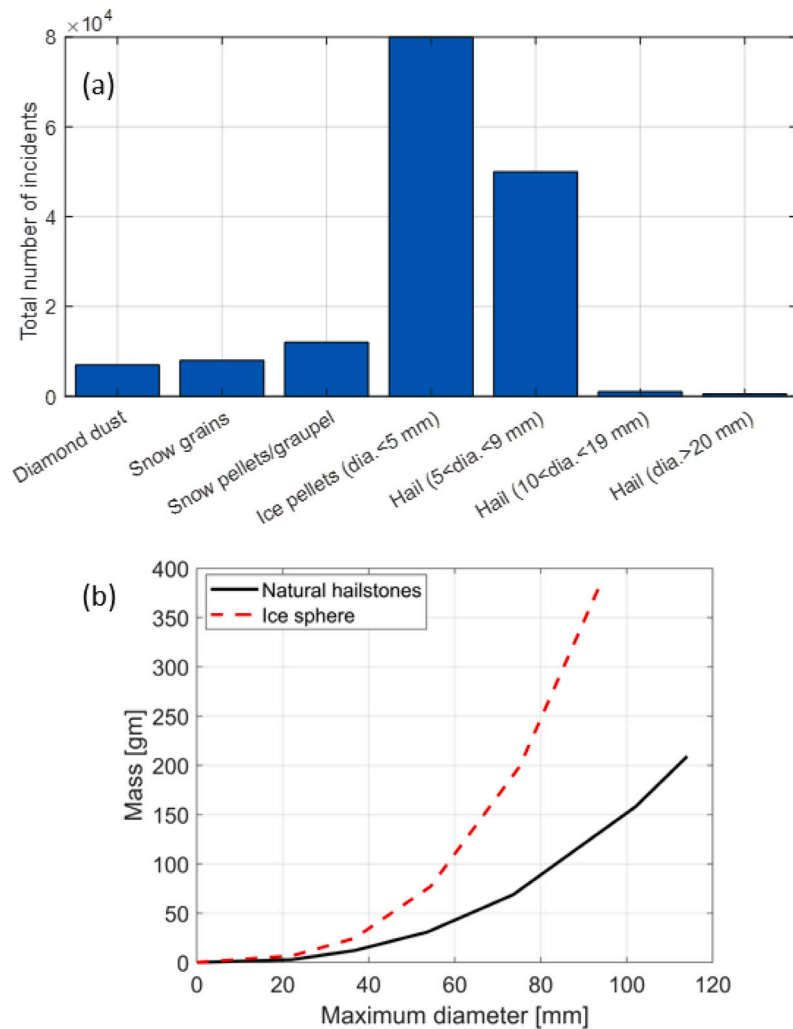 ×10⁴
(a)
8
6
4
2
0
Total number of incidents
Diamond dust
Snow grains
Snow pellets/graupel
Ice pellets (dia.<5 mm)
Hail (5<dia.<9 mm)
Hail (10<dia.<19 mm)
Hail (dia.>20 mm)
(b)
400
350
300
250
200
150
100
50
0
Mass [gm]
Natural hailstones
Ice sphere
0 20 40 60 80 100 120
Maximum diameter [mm]